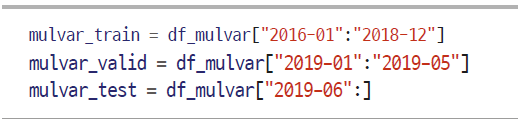 mulvar_train = df_mulvar["2016-01":"2018-12"]
mulvar_valid = df_mulvar["2019-01":"2019-05"]
mulvar_test = df_mulvar["2019-06":]